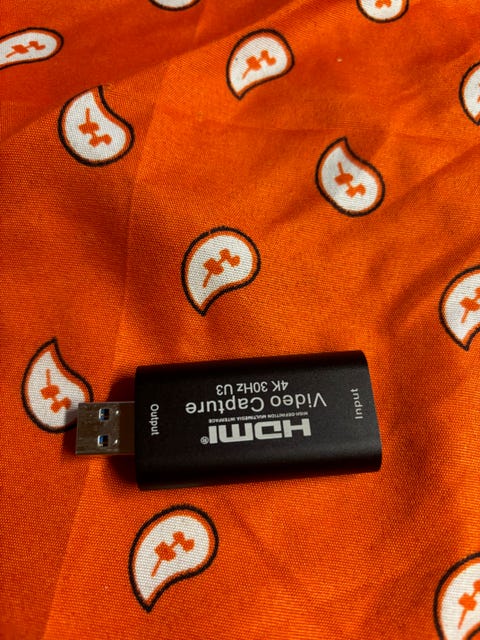 HDMI®
HIGH-DEFINITION MULTIMEDIA INTERFACE
Video Capture
4K 30Hz U3
Input
Output